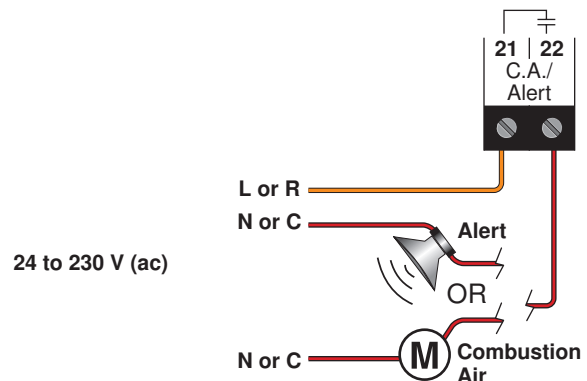 21 | 22
C.A./
Alert
L or R
N or C
Alert
24 to 230 V (ac)
OR
N or C
M
Combustion
Air